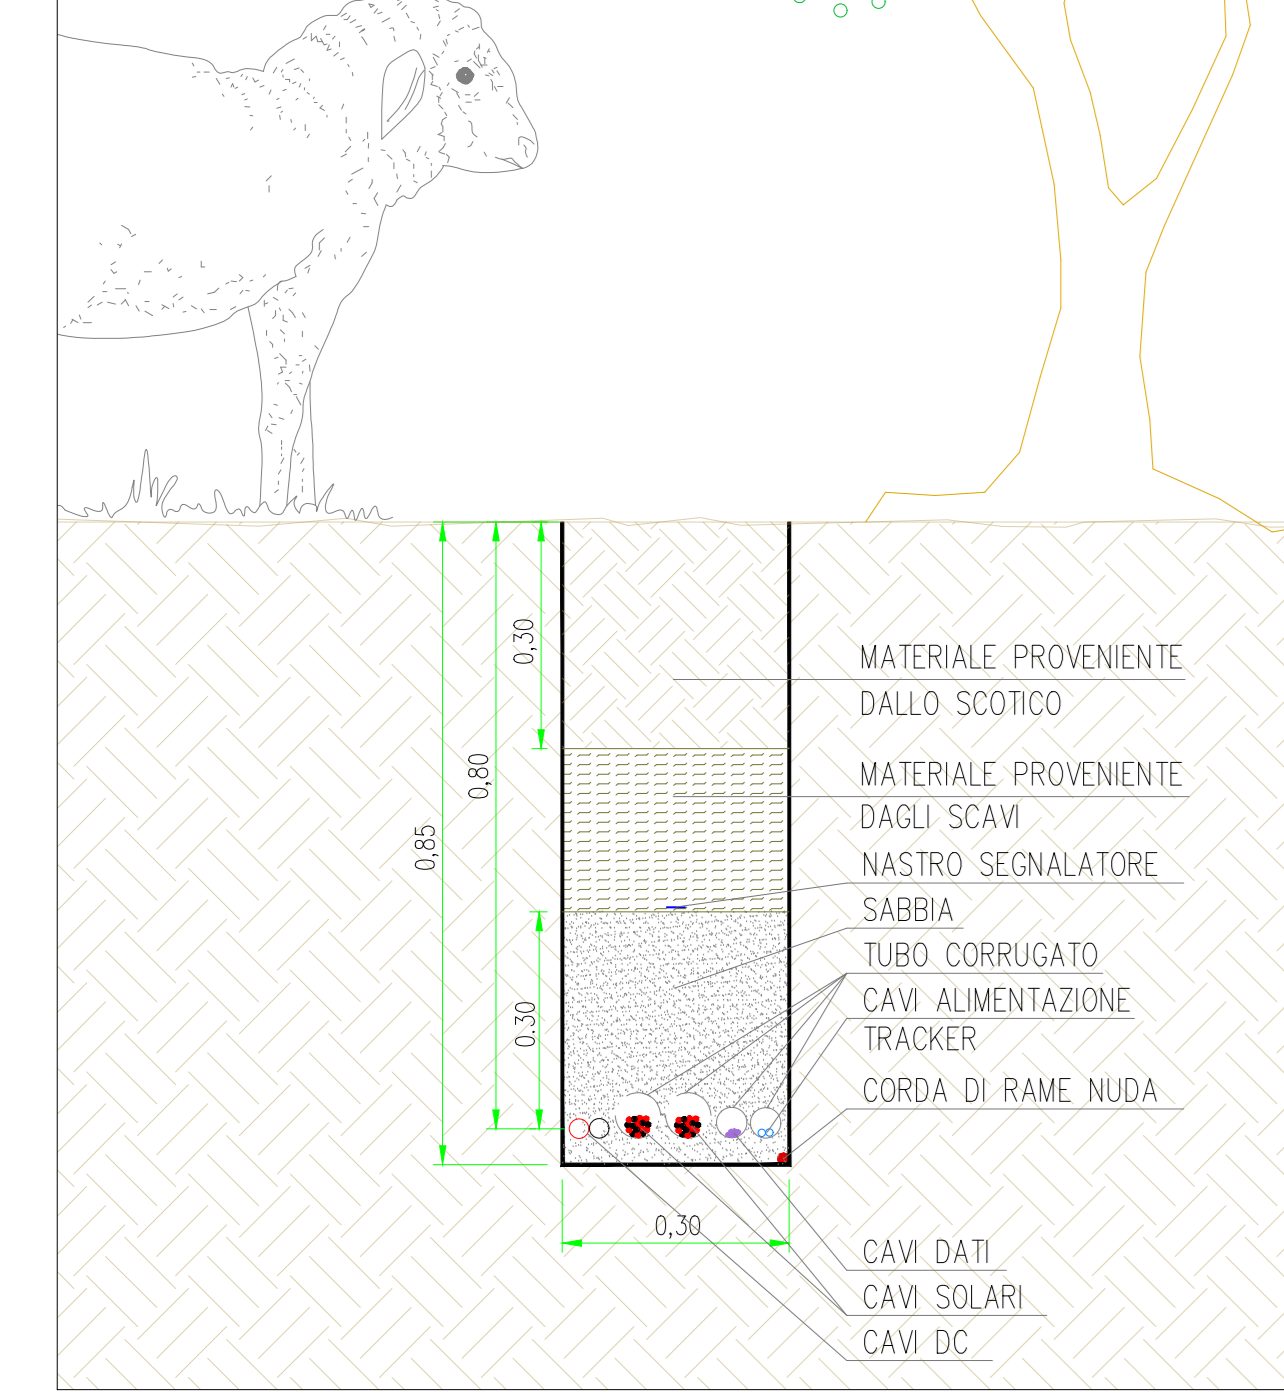 0,30
MATERIALE PROVENIENTE
DALLO SCOTICO
0,80
MATERIALE PROVENIENTE
DAGLI SCAVI
0,85
NASTRO SEGNALATORE
SABBIA
TUBO CORRUGATO
0.30
CAVI ALIMENTAZIONE
TRACKER
CORDA DI RAME NUDA
0,30
CAVI DATI
CAVI SOLARI
CAVI DC